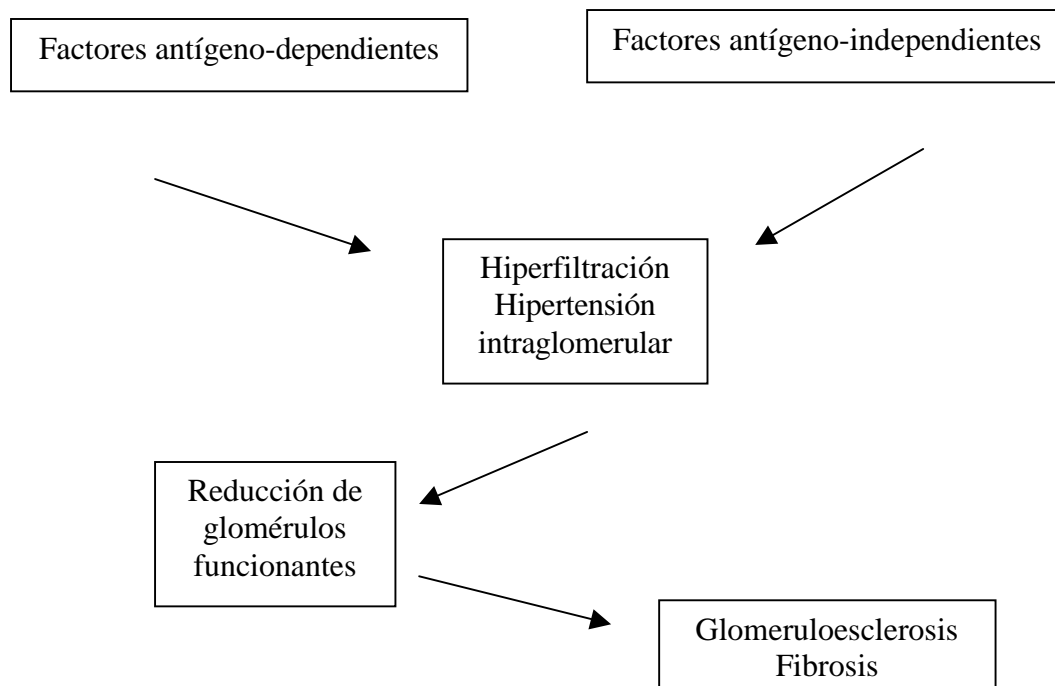 Factores antígeno-dependientes
Factores antígeno-independientes
Hiperfiltración
Hipertensión
intraglomerular
Reducción de
glomérulos
funcionantes
Glomeruloesclerosis
Fibrosis